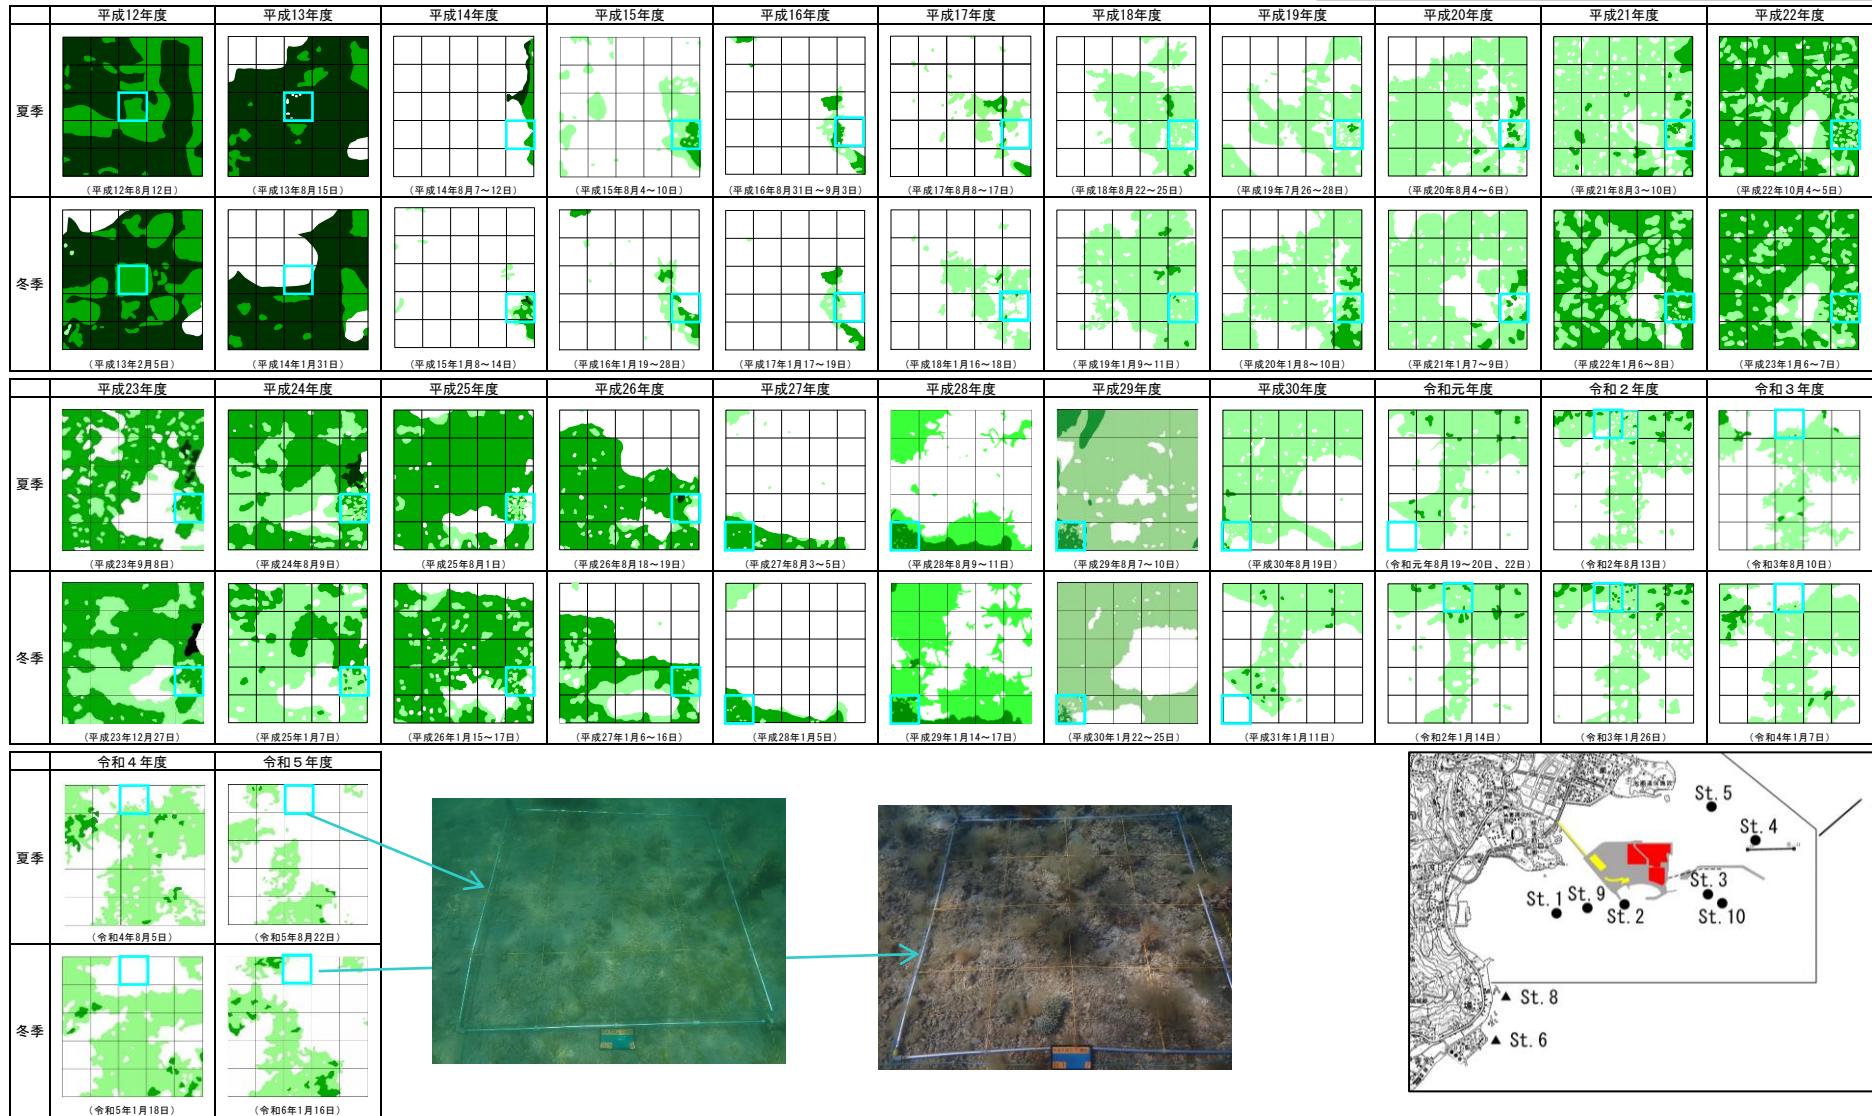 平成12年度 平成13年度 平成14年度 平成15年度 平成16年度 平成17年度 平成18年度 平成19年度 平成20年度 平成21年度 平成22年度
夏季
(平成12年8月12日) (平成13年8月15日) (平成14年8月7～12日) (平成15年8月4～10日) (平成16年8月31日～9月3日) (平成17年8月8～17日) (平成18年8月22～25日) (平成19年7月26～28日) (平成20年8月4～6日) (平成21年8月3～10日) (平成22年10月4～5日)
冬季
(平成13年2月5日) (平成14年1月31日) (平成15年1月8～14日) (平成16年1月19～28日) (平成17年1月17～19日) (平成18年1月16～18日) (平成19年1月9～11日) (平成20年1月8～10日) (平成21年1月7～9日) (平成22年1月6～8日) (平成23年1月6～7日)
平成23年度 平成24年度 平成25年度 平成26年度 平成27年度 平成28年度 平成29年度 平成30年度 令和元年度 令和２年度 令和３年度
夏季
(平成23年9月8日) (平成24年8月9日) (平成25年8月1日) (平成26年8月18～19日) (平成27年8月3～5日) (平成28年8月9～11日) (平成29年8月7～10日) (平成30年8月19日) (令和元年8月19～20日、22日) (令和2年8月13日) (令和3年8月10日)
冬季
(平成23年12月27日) (平成25年1月7日) (平成26年1月15～17日) (平成27年1月6～16日) (平成28年1月5日) (平成29年1月14～17日) (平成30年1月22～25日) (平成31年1月11日) (令和2年1月14日) (令和3年1月26日) (令和4年1月7日)
令和４年度 令和５年度
夏季
(令和4年8月5日) (令和5年8月22日)
冬季
(令和5年1月18日) (令和6年1月16日)
St. 5
St. 4
St. 3
St. 1 St. 9 St. 2 St. 10
St. 8
St. 6